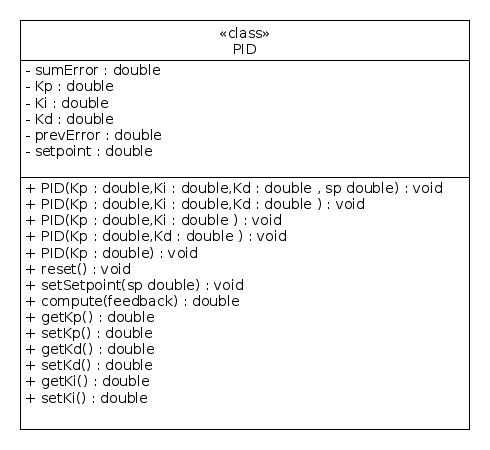 «class»
PID
- sumError : double
- Kp : double
- Ki : double
- Kd : double
- prevError : double
- setpoint : double
+ PID(Kp : double,Ki : double,Kd : double , sp double) : void
+ PID(Kp : double,Ki : double,Kd : double ) : void
+ PID(Kp : double,Ki : double ) : void
+ PID(Kp : double,Kd : double ) : void
+ PID(Kp : double) : void
+ reset() : void
+ setSetpoint(sp double) : void
+ compute(feedback) : double
+ getKp() : double
+ setKp() : double
+ getKd() : double
+ setKd() : double
+ getKi() : double
+ setKi() : double